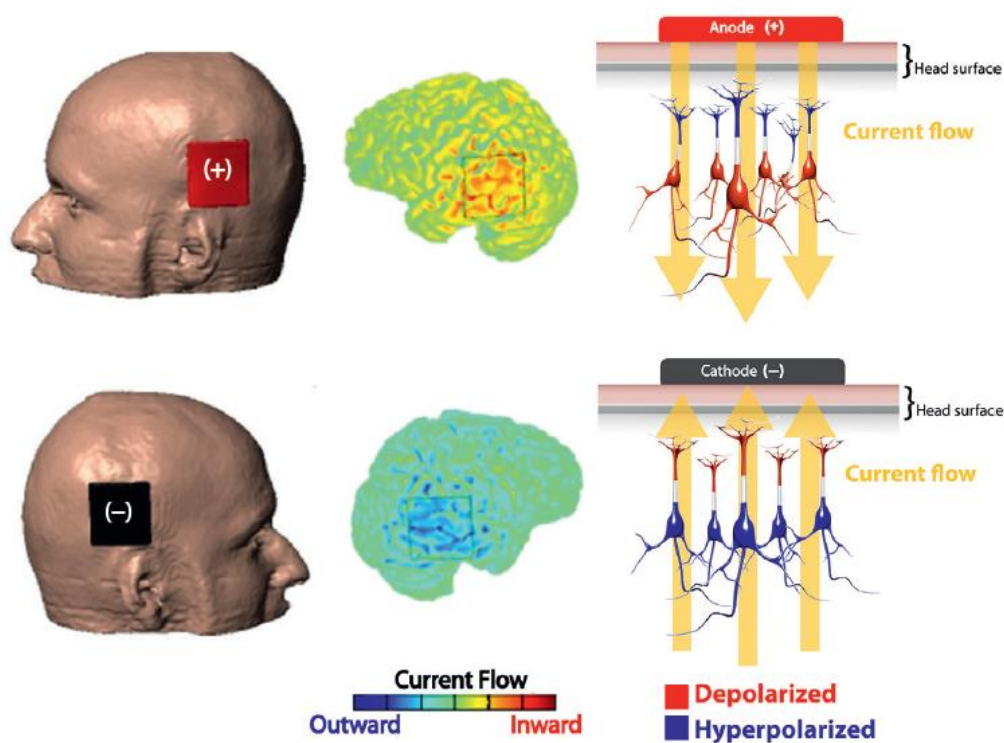 Anode (+)
Head surface
(+)
Current flow
Cathode (−)
Head surface
(−)
Current flow
Current Flow
Outward Inward
Depolarized
Hyperpolarized